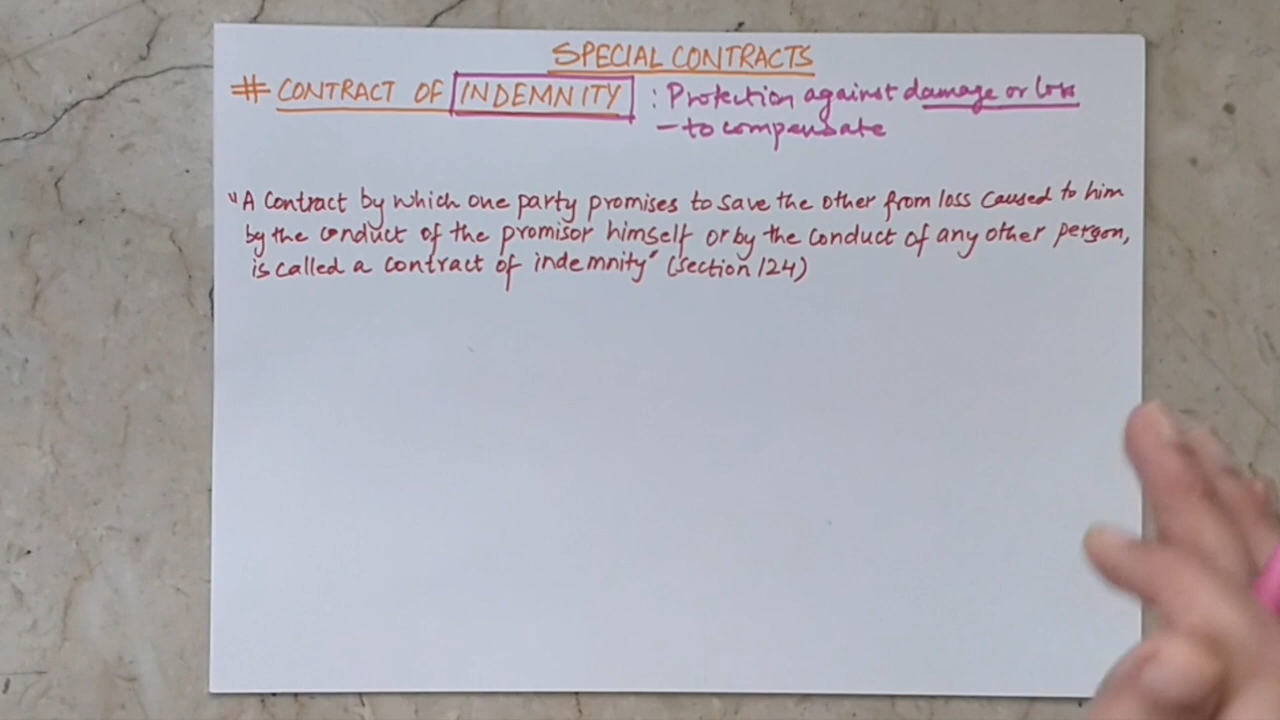 SPECIAL CONTRACTS
# CONTRACT OF INDEMNITY : Protection against damage or loss
- to compensate
"A Contract by which one party promises to save the other from loss caused to him
by the conduct of the promisor himself or by the conduct of any other person,
is called a contract of indemnity" (Section 124)